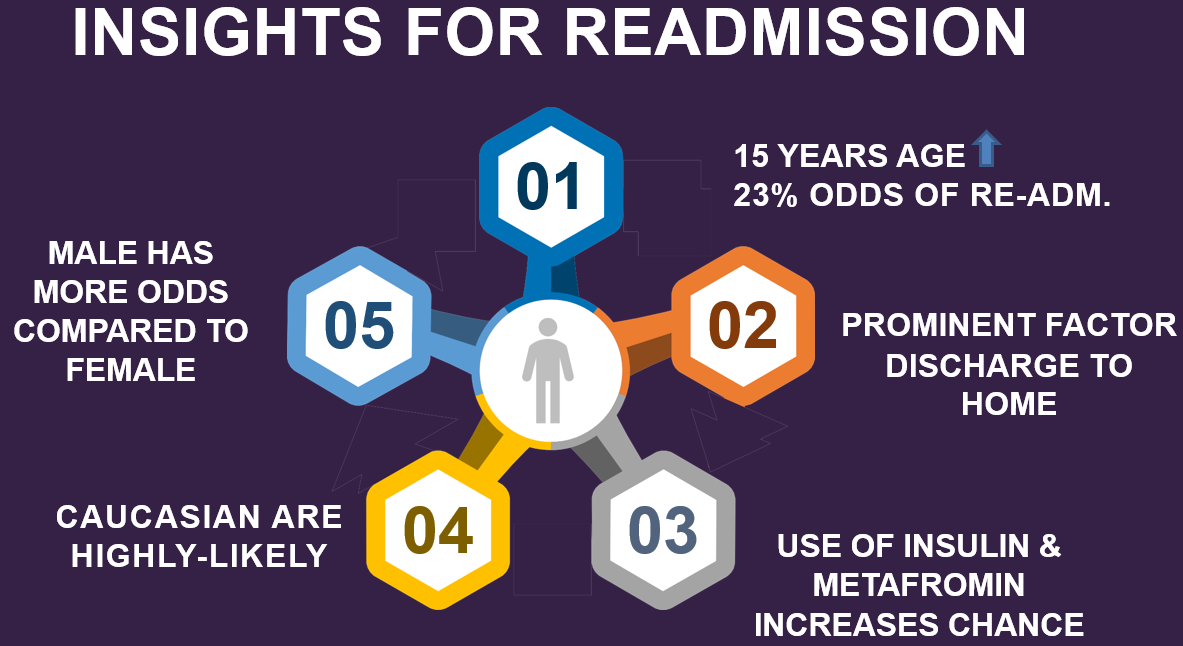 INSIGHTS FOR READMISSION
01
15 YEARS AGE
23% ODDS OF RE-ADM.
02
PROMINENT FACTOR
DISCHARGE TO
HOME
03
USE OF INSULIN &
METAFROMIN
INCREASES CHANCE
04
CAUCASIAN ARE
HIGHLY-LIKELY
05
MALE HAS
MORE ODDS
COMPARED TO
FEMALE